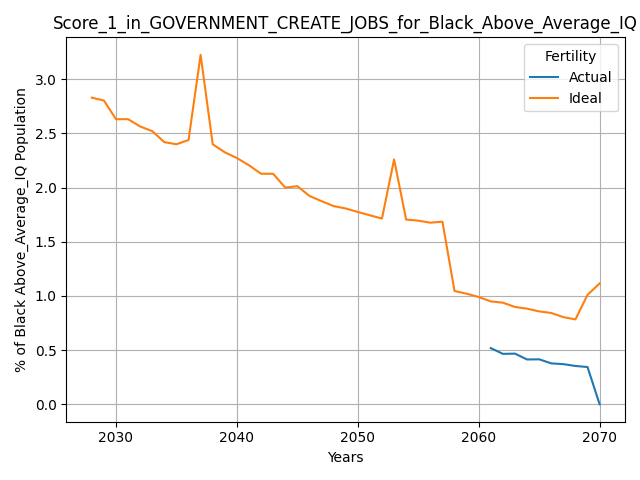 Score_1_in_GOVERNMENT_CREATE_JOBS_for_Black_Above_Average_IQ
% of Black Above_Average_IQ Population
3.0
2.5
2.0
1.5
1.0
0.5
0.0
Fertility
Actual
Ideal
2030 2040 2050 2060 2070
Years